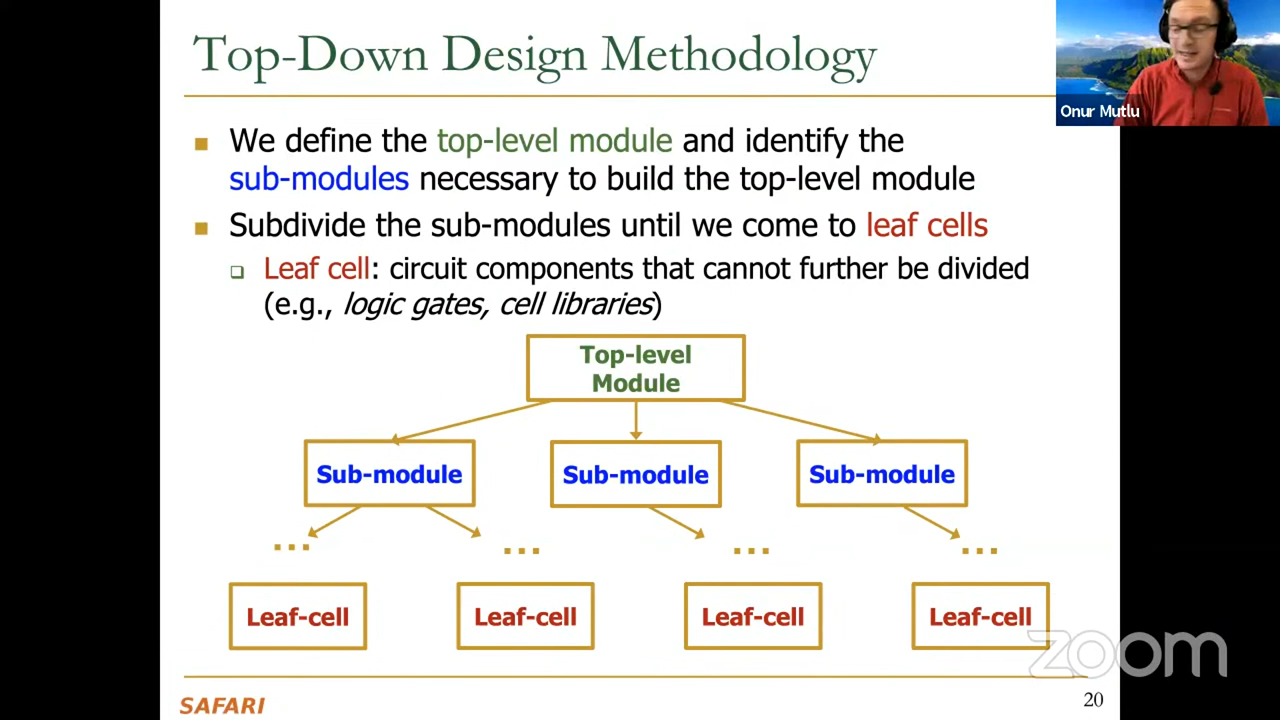 Top-Down Design Methodology
Onur Mutlu
We define the top-level module and identify the
sub-modules necessary to build the top-level module
Subdivide the sub-modules until we come to leaf cells
Leaf cell: circuit components that cannot further be divided
(e.g., logic gates, cell libraries)
Top-level
Module
Sub-module Sub-module Sub-module
... ... ... ...
Leaf-cell Leaf-cell Leaf-cell Leaf-cell
zoom
SAFARI
20